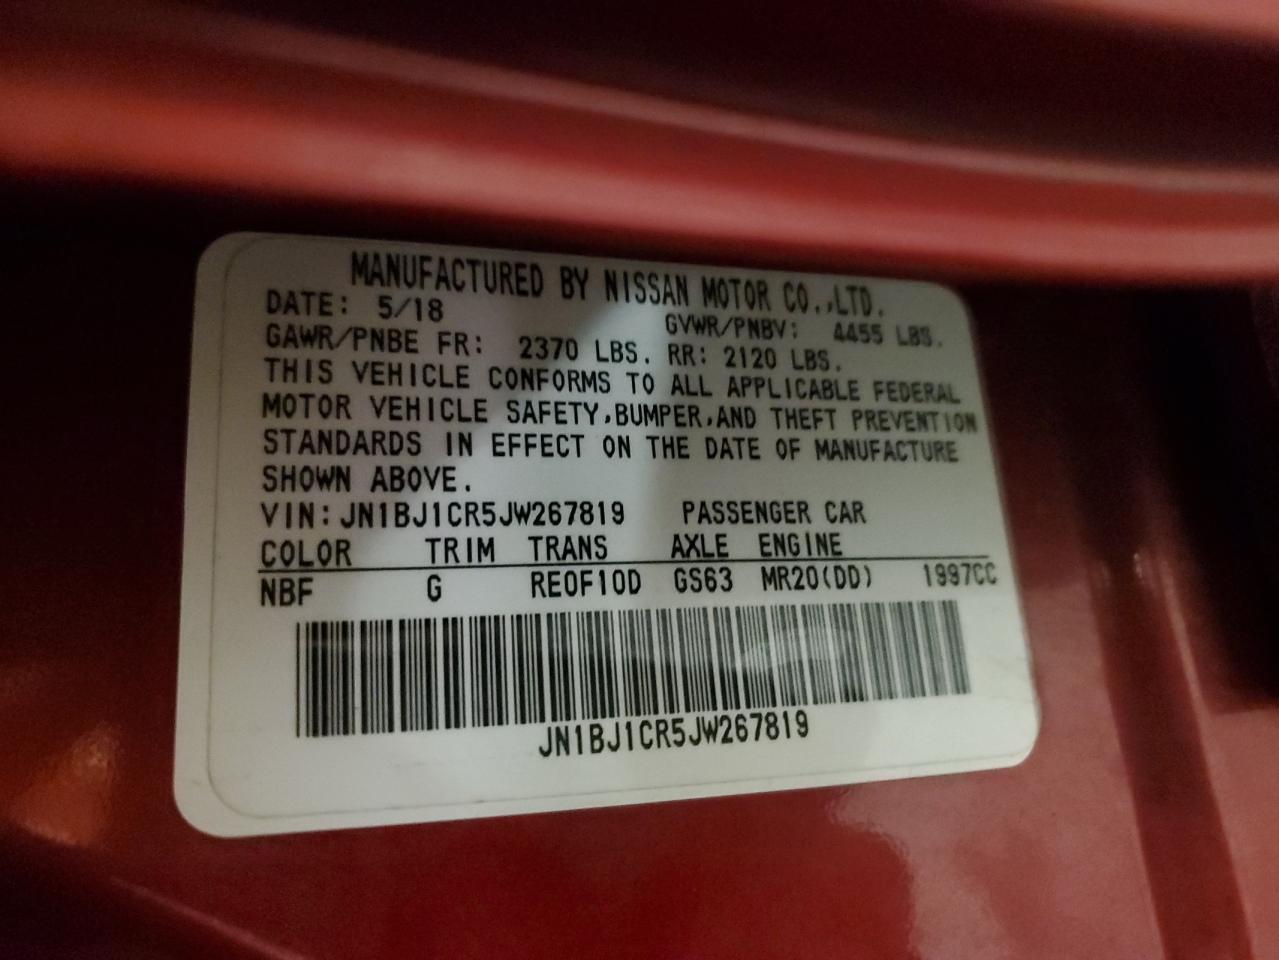 MANUFACTURED BY NISSAN MOTOR CO.,LTD.
DATE: 5/18 GVWR/PNBV: 4455 LBS.
GAWR/PNBE FR: 2370 LBS. RR: 2120 LBS.
THIS VEHICLE CONFORMS TO ALL APPLICABLE FEDERAL
MOTOR VEHICLE SAFETY,BUMPER,AND THEFT PREVENTION
STANDARDS IN EFFECT ON THE DATE OF MANUFACTURE
SHOWN ABOVE.
VIN:JN1BJ1CR5JW267819 PASSENGER CAR
COLOR TRIM TRANS AXLE ENGINE
NBF G RE0F10D GS63 MR20(DD) 1997CC
JN1BJ1CR5JW267819